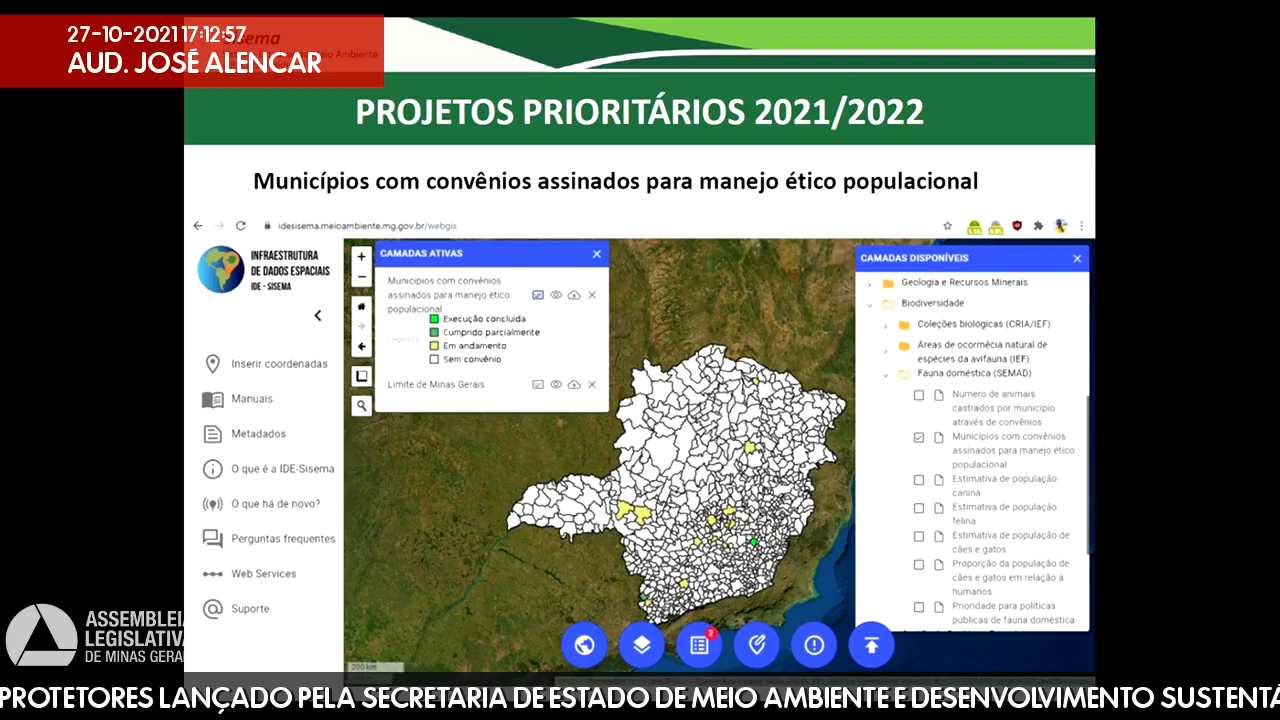 27-10-2021 17:12:57
AUD. JOSÉ ALENCAR
Sisema
Meio Ambiente
PROJETOS PRIORITÁRIOS 2021/2022
Municípios com convênios assinados para manejo ético populacional
idesisema.meioambiente.mg.gov.br/webgis
INFRAESTRUTURA
DE DADOS ESPACIAIS
IDE - SISEMA
Inserir coordenadas
Manuais
Metadados
O que é a IDE-Sisema
O que há de novo?
Perguntas frequentes
Web Services
Suporte
CAMADAS ATIVAS
Municipios com convênios
assinados para manejo ético
populacional
Legenda
Execução concluída
Cumprido parcialmente
Em andamento
Sem convênio
Limite de Minas Gerais
200 km
2
CAMADAS DISPONÍVEIS
Geologia e Recursos Minerais
Biodiversidade
Coleções biológicas (CRIA/IEF)
Áreas de ocorrnêcia natural de
espécies da avifauna (IEF)
Fauna doméstica (SEMAD)
Número de animais
castrados por município
através de convênios
Municípios com convênios
assinados para manejo ético
populacional
Estimativa de população
canina
Estimativa de população
felina
Estimativa de população de
cães e gatos
Proporção da população de
cães e gatos em relação a
humanos
Prioridade para políticas
públicas de fauna doméstica
ASSEMBLEIA
LEGISLATIVA
DE MINAS GERAI
PROTETORES LANÇADO PELA SECRETARIA DE ESTADO DE MEIO AMBIENTE E DESENVOLVIMENTO SUSTENTÁ